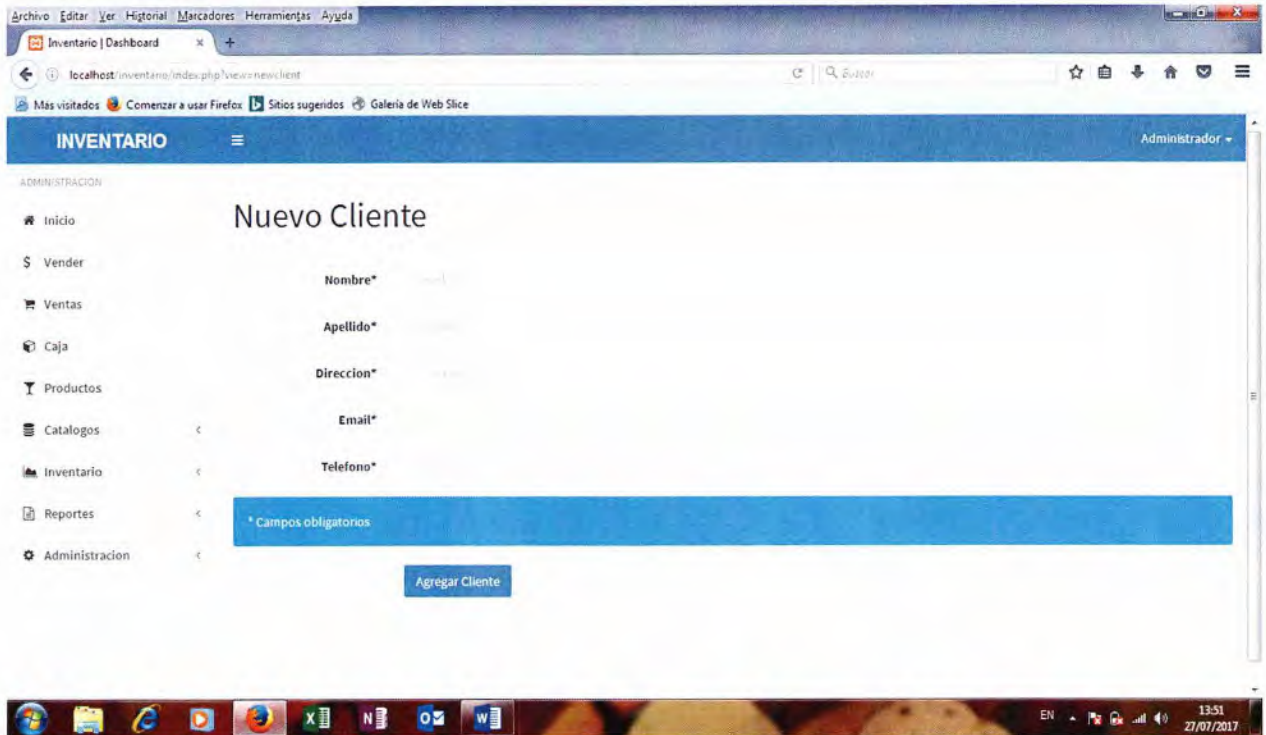 Archivo Editar Ver Historial Marcadores Herramientas Ayuda
Inventario | Dashboard × +
localhost/inventario/index.php?view=newclient
Buscar
Más visitados Comenzar a usar Firefox Sitios sugeridos Galería de Web Slice
INVENTARIO
Administrador
ADMINISTRACION
Inicio
Vender
Ventas
Caja
Productos
Catalogos
Inventario
Reportes
Administracion
Nuevo Cliente
Nombre*
Apellido*
Direccion*
Email*
Telefono*
* Campos obligatorios
Agregar Cliente
EN
13:51
27/07/2017